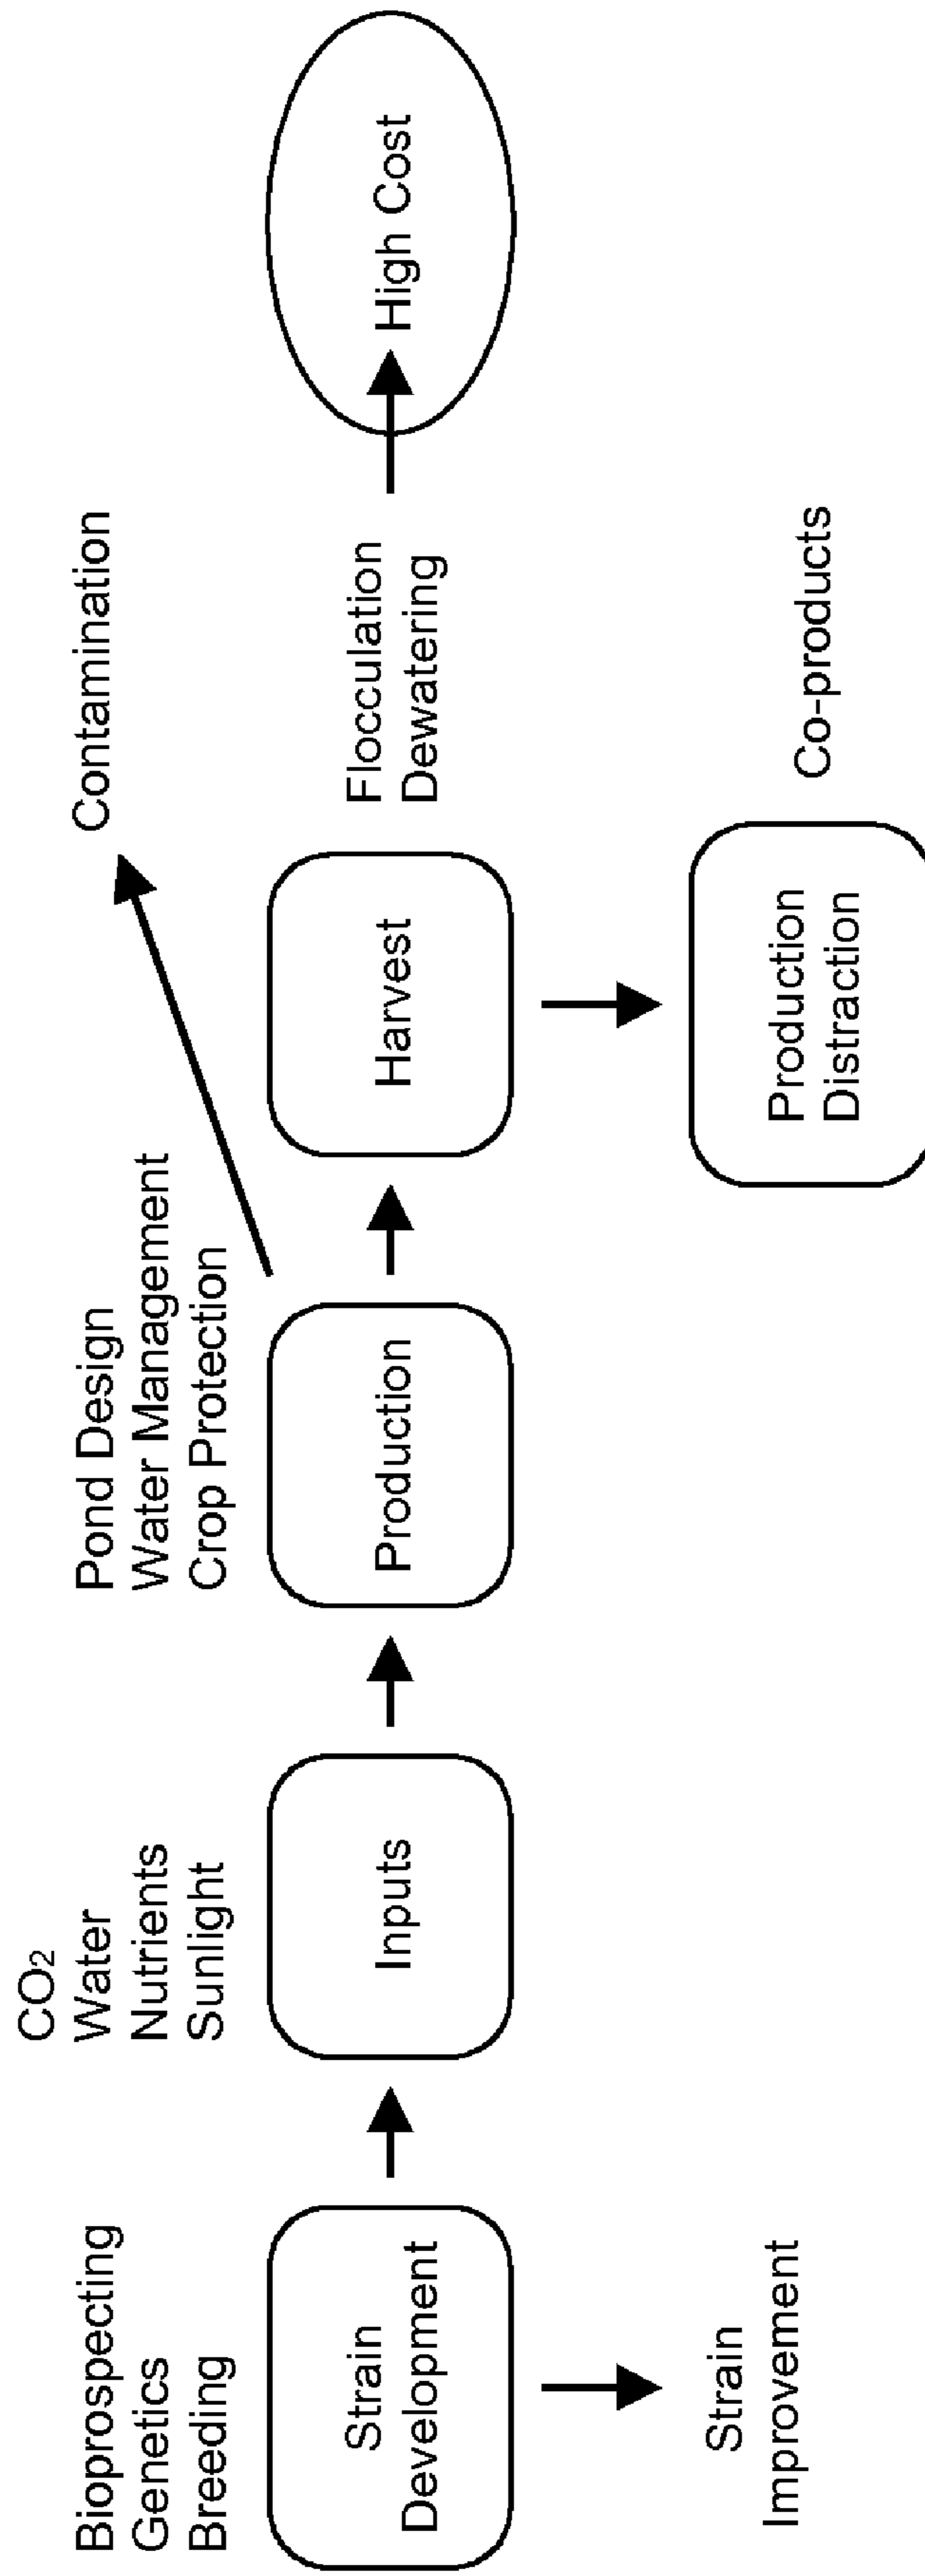 Bioprospecting
Genetics
Breeding
Strain
Development
Strain
Improvement
CO₂
Water
Nutrients
Sunlight
Inputs
Pond Design
Water Management
Crop Protection
Production
Contamination
Harvest
Flocculation
Dewatering
High Cost
Production
Distraction
Co-products